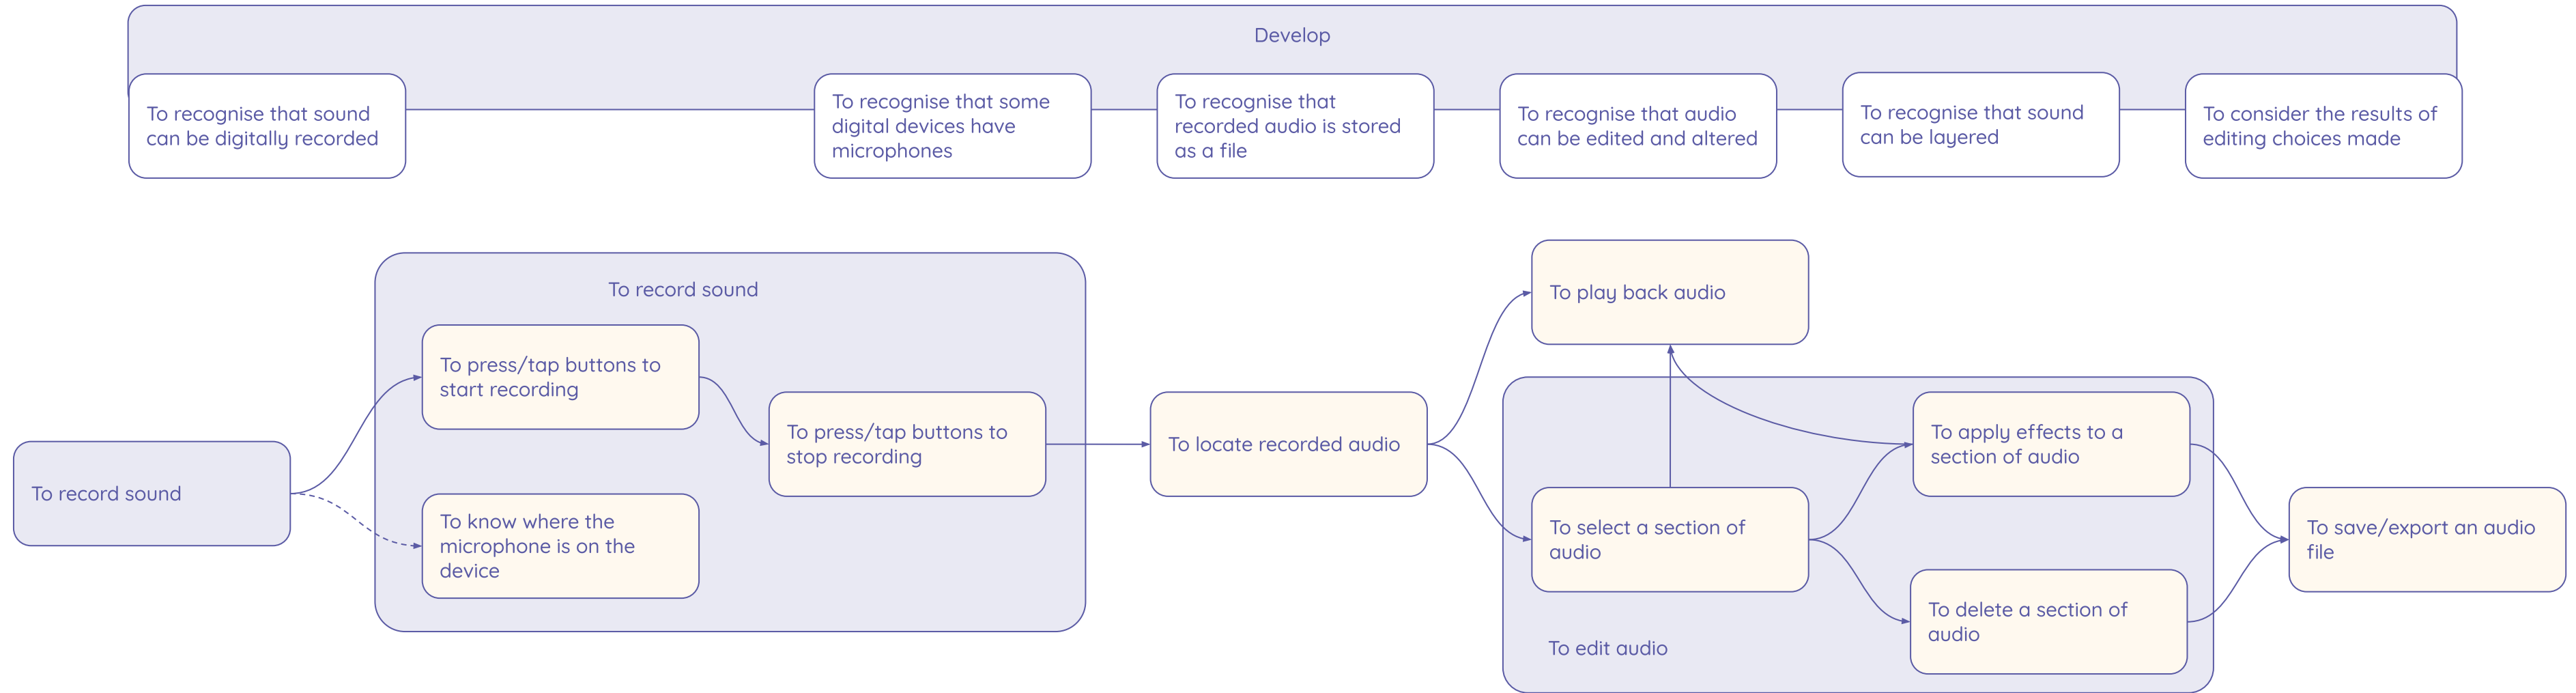 Develop
To recognise that sound
can be digitally recorded
To recognise that some
digital devices have
microphones
To recognise that
recorded audio is stored
as a file
To recognise that audio
can be edited and altered
To recognise that sound
can be layered
To consider the results of
editing choices made
To record sound
To record sound
To press/tap buttons to
start recording
To know where the
microphone is on the
device
To press/tap buttons to
stop recording
To locate recorded audio
To play back audio
To select a section of
audio
To edit audio
To apply effects to a
section of audio
To delete a section of
audio
To save/export an audio
file